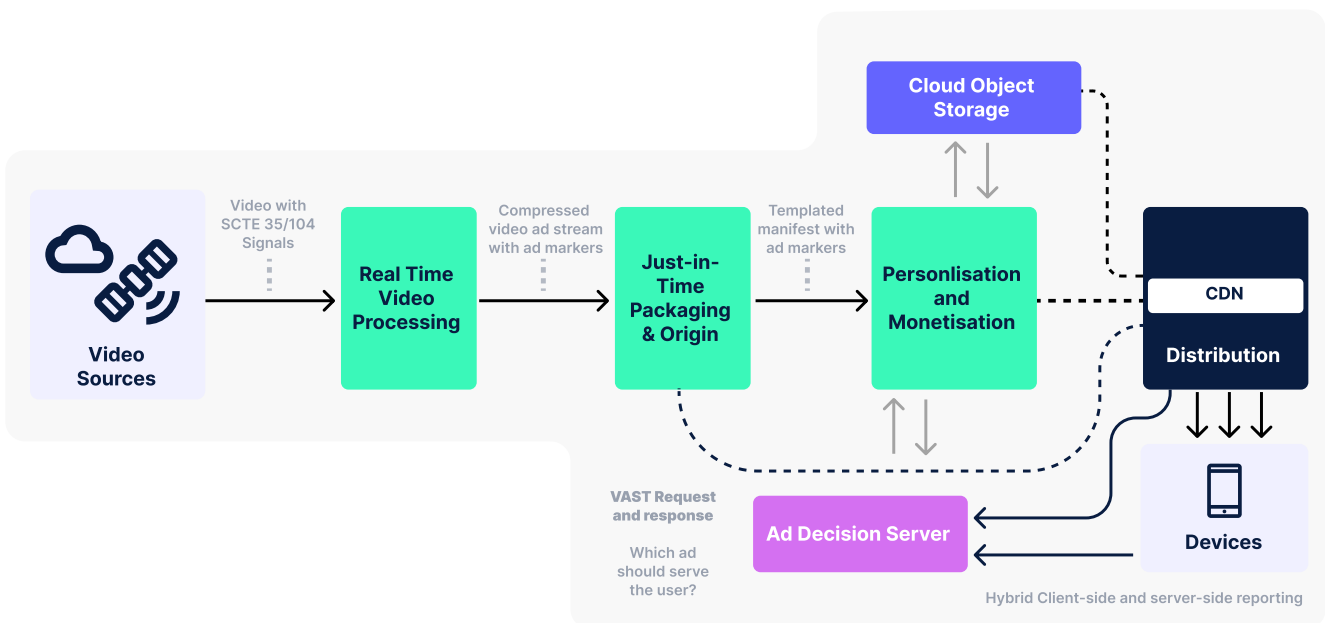 Cloud Object
Storage
Video with
SCTE 35/104
Signals
Compressed
video ad stream
with ad markers
Templated
manifest with
ad markers
Video
Sources
Real Time
Video
Processing
Just-in-
Time
Packaging
& Origin
Personlisation
and
Monetisation
CDN
Distribution
VAST Request
and response
Which ad
should serve
the user?
Ad Decision Server
Devices
Hybrid Client-side and server-side reporting